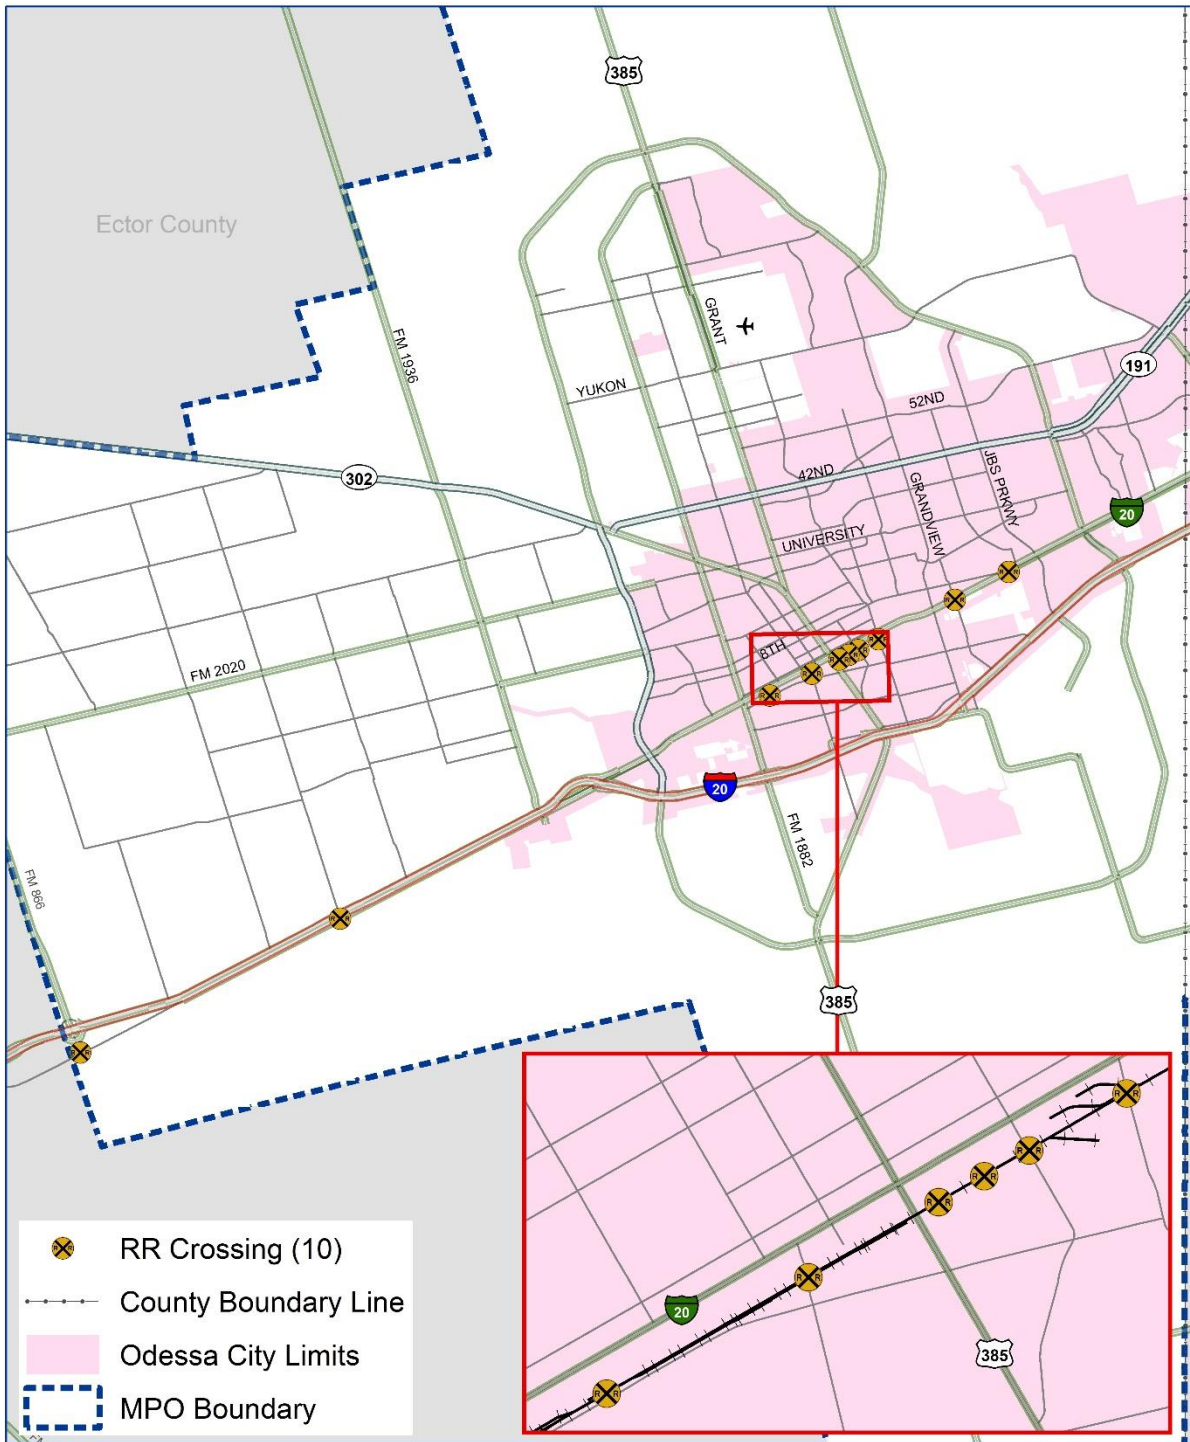 385
Ector County
GRANT
FM 1936
YUKON
191
52ND
302
42ND
JBS PRKWY
GRANDVIEW
20
UNIVERSITY
8TH
FM 2020
20
FM 1882
FM 866
385
20
385
RR Crossing (10)
County Boundary Line
Odessa City Limits
MPO Boundary